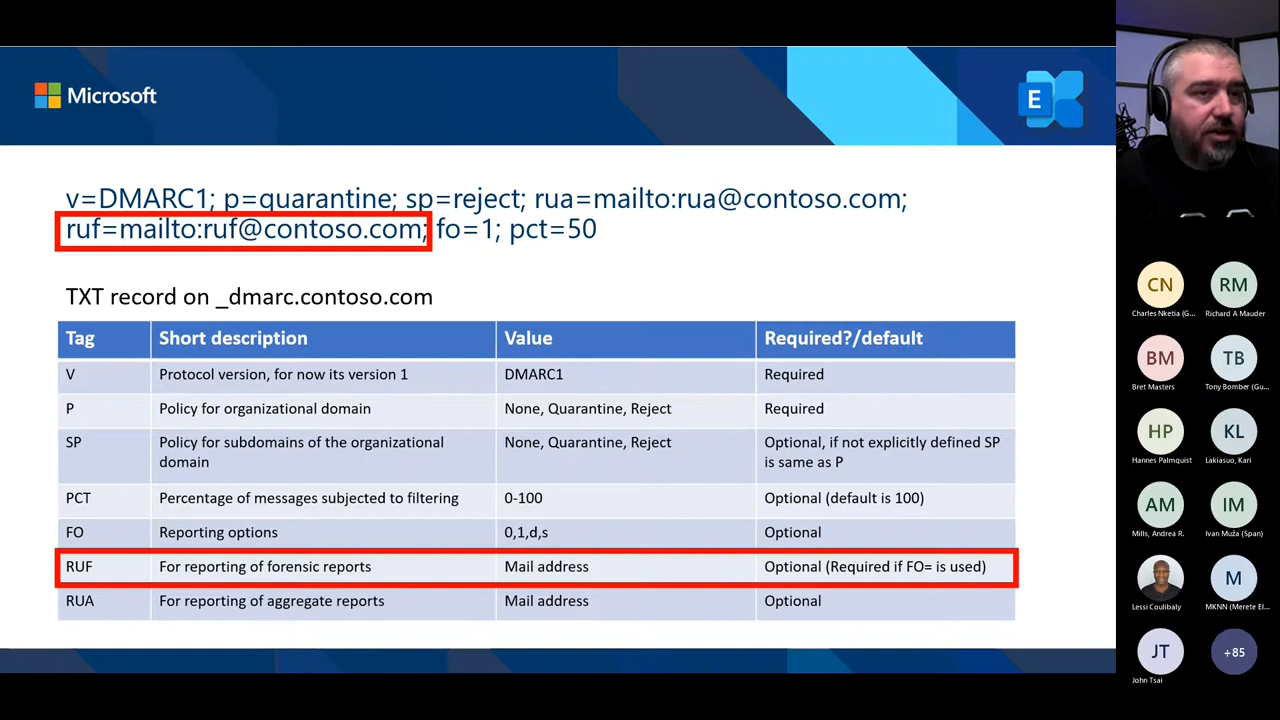 Microsoft
E
v=DMARC1; p=quarantine; sp=reject; rua=mailto:rua@contoso.com;
ruf=mailto:ruf@contoso.com; fo=1; pct=50
TXT record on _dmarc.contoso.com
Tag Short description Value Required?/default
V Protocol version, for now its version 1 DMARC1 Required
P Policy for organizational domain None, Quarantine, Reject Required
SP Policy for subdomains of the organizational domain None, Quarantine, Reject Optional, if not explicitly defined SP is same as P
PCT Percentage of messages subjected to filtering 0-100 Optional (default is 100)
FO Reporting options 0,1,d,s Optional
RUF For reporting of forensic reports Mail address Optional (Required if FO= is used)
RUA For reporting of aggregate reports Mail address Optional
CN RM
Charles Nketia (G... Richard A Mauder
BM TB
Bret Masters Tony Bomber (Gu...
HP KL
Hannes Palmquist Lakiasuo, Kari
AM IM
Mills, Andrea R. Ivan Muža (Span)
M
Lessi Coulibaly MKNN (Merete El...
JT +85
John Tsai